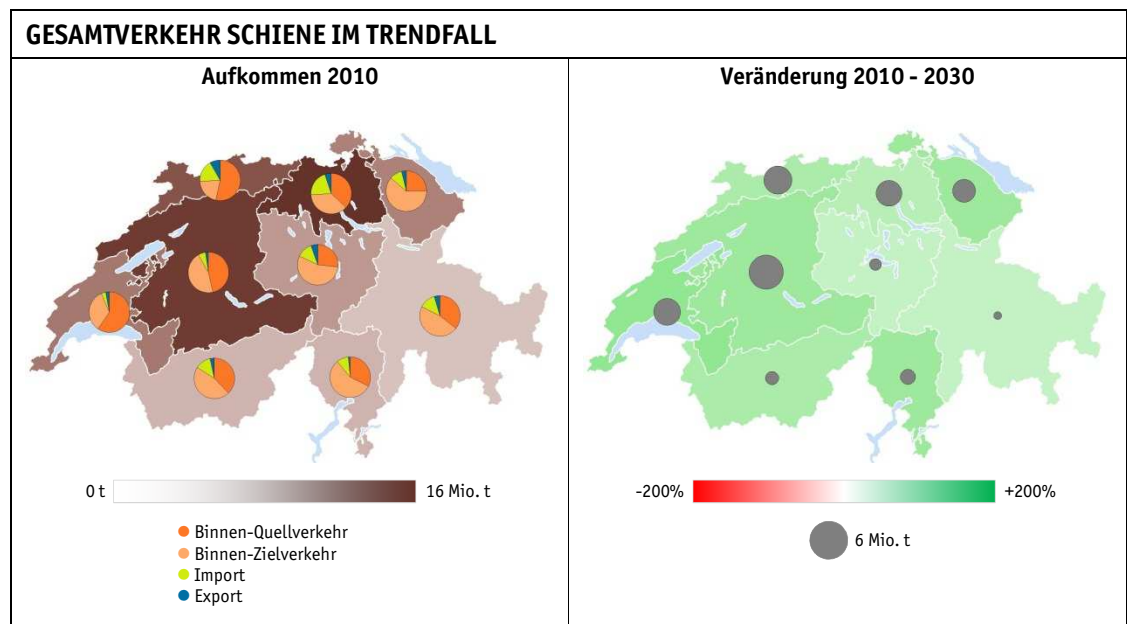 GESAMTVERKEHR SCHIENE IM TRENDFALL
Aufkommen 2010
0 t
16 Mio. t
Binnen-Quellverkehr
Binnen-Zielverkehr
Import
Export
Veränderung 2010 - 2030
-200%
+200%
6 Mio. t